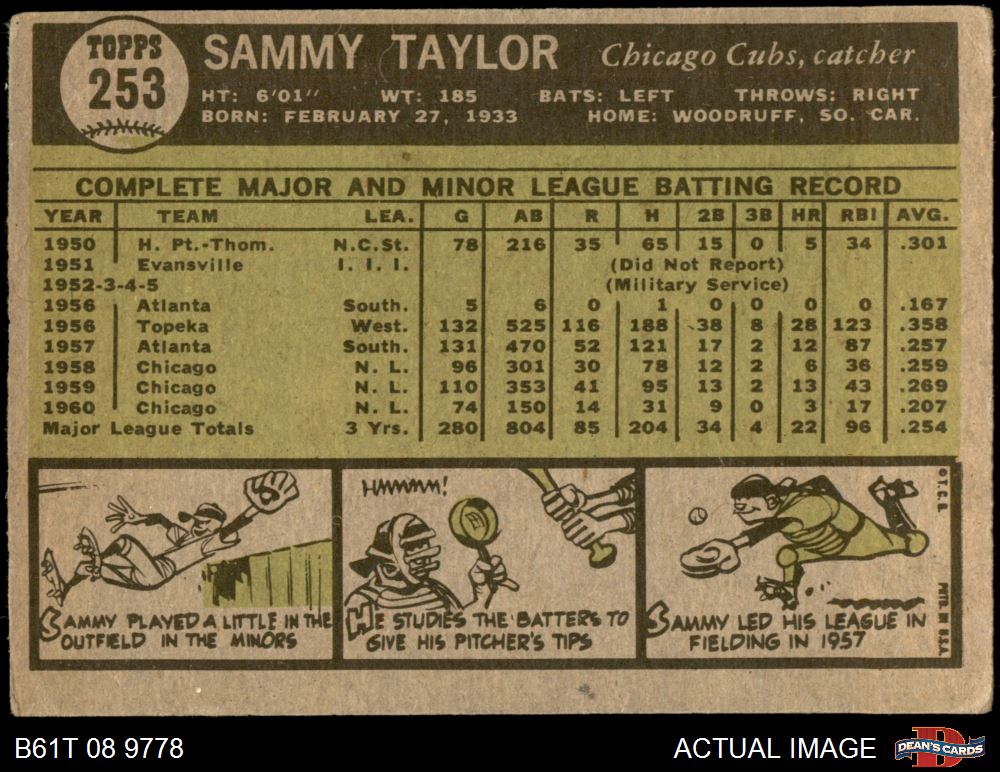 TOPPS
253
SAMMY TAYLOR Chicago Cubs, catcher
HT: 6'01" WT: 185 BATS: LEFT THROWS: RIGHT
BORN: FEBRUARY 27, 1933 HOME: WOODRUFF, SO. CAR.
COMPLETE MAJOR AND MINOR LEAGUE BATTING RECORD
YEAR TEAM LEA. G AB R H 2B 3B HR RBI AVG.
1950 H. Pt.-Thom. N.C.St. 78 216 35 65 15 0 5 34 .301
1951 Evansville I. I. I. (Did Not Report)
1952-3-4-5 (Military Service)
1956 Atlanta South. 5 6 0 1 0 0 0 0 .167
1956 Topeka West. 132 525 116 188 38 8 28 123 .358
1957 Atlanta South. 131 470 52 121 17 2 12 87 .257
1958 Chicago N. L. 96 301 30 78 12 2 6 36 .259
1959 Chicago N. L. 110 353 41 95 13 2 13 43 .269
1960 Chicago N. L. 74 150 14 31 9 0 3 17 .207
Major League Totals 3 Yrs. 280 804 85 204 34 4 22 96 .254
SAMMY PLAYED A LITTLE IN THE
OUTFIELD IN THE MINORS
HMMMM!
HE STUDIES THE BATTERS TO
GIVE HIS PITCHER'S TIPS
SAMMY LED HIS LEAGUE IN
FIELDING IN 1957
© T.C.G.
PTD. IN U.S.A.
B61T 08 9778
ACTUAL IMAGE
D
DEAN'S CARDS